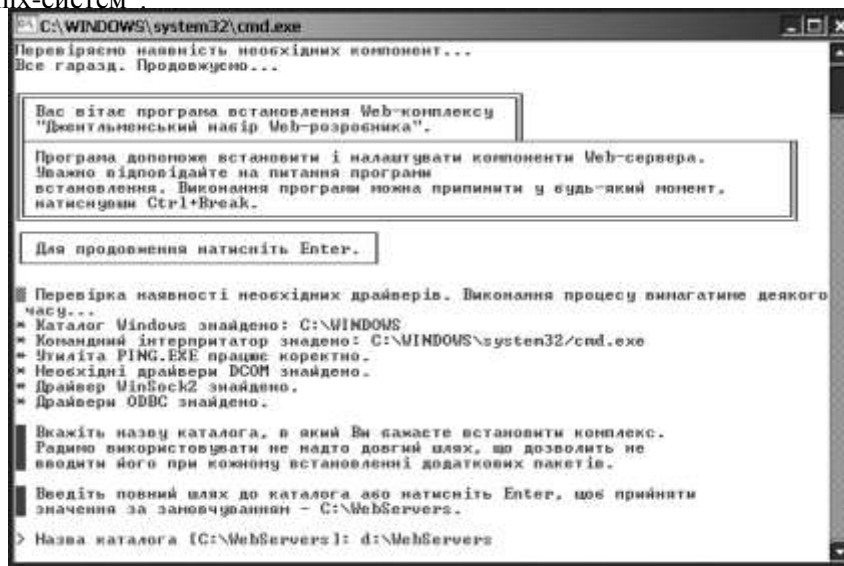 них-систем".
C:\WINDOWS\system32\cmd.exe
Перевіряємо наявність необхідних компонент...
Все гаразд. Продовжуємо...
Вас вітає програма встановлення Web-комплексу
"Джентльменський набір Web-розробника".
Програма допоможе встановити і налаштувати компоненти Web-сервера.
Уважно відповідайте на питання програми
встановлення. Виконання програми можна припинити у будь-який момент,
натиснувши Ctrl+Break.
Для продовження натисніть Enter.
Перевірка наявності необхідних драйверів. Виконання процесу вимагатиме деякого
часу...
* Каталог Windows знайдено: C:\WINDOWS
* Командний інтерпритатор знадено: C:\WINDOWS\system32/cmd.exe
* Утиліта PING.EXE працює коректно.
* Необхідні драйвери DCOM знайдено.
* Драйвер WinSock2 знайдено.
* Драйвери ODBC знайдено.
Вкажіть назву каталога, в який Ви бажаєте встановити комплекс.
Радимо використовувати не надто довгий шлях, що дозволить не
вводити його при кожному встановленні додаткових пакетів.
Введіть повний шлях до каталога або натисніть Enter, щоб прийняти
значення за замовчуванням - C:\WebServers.
> Назва каталога [C:\WebServers]: d:\WebServers